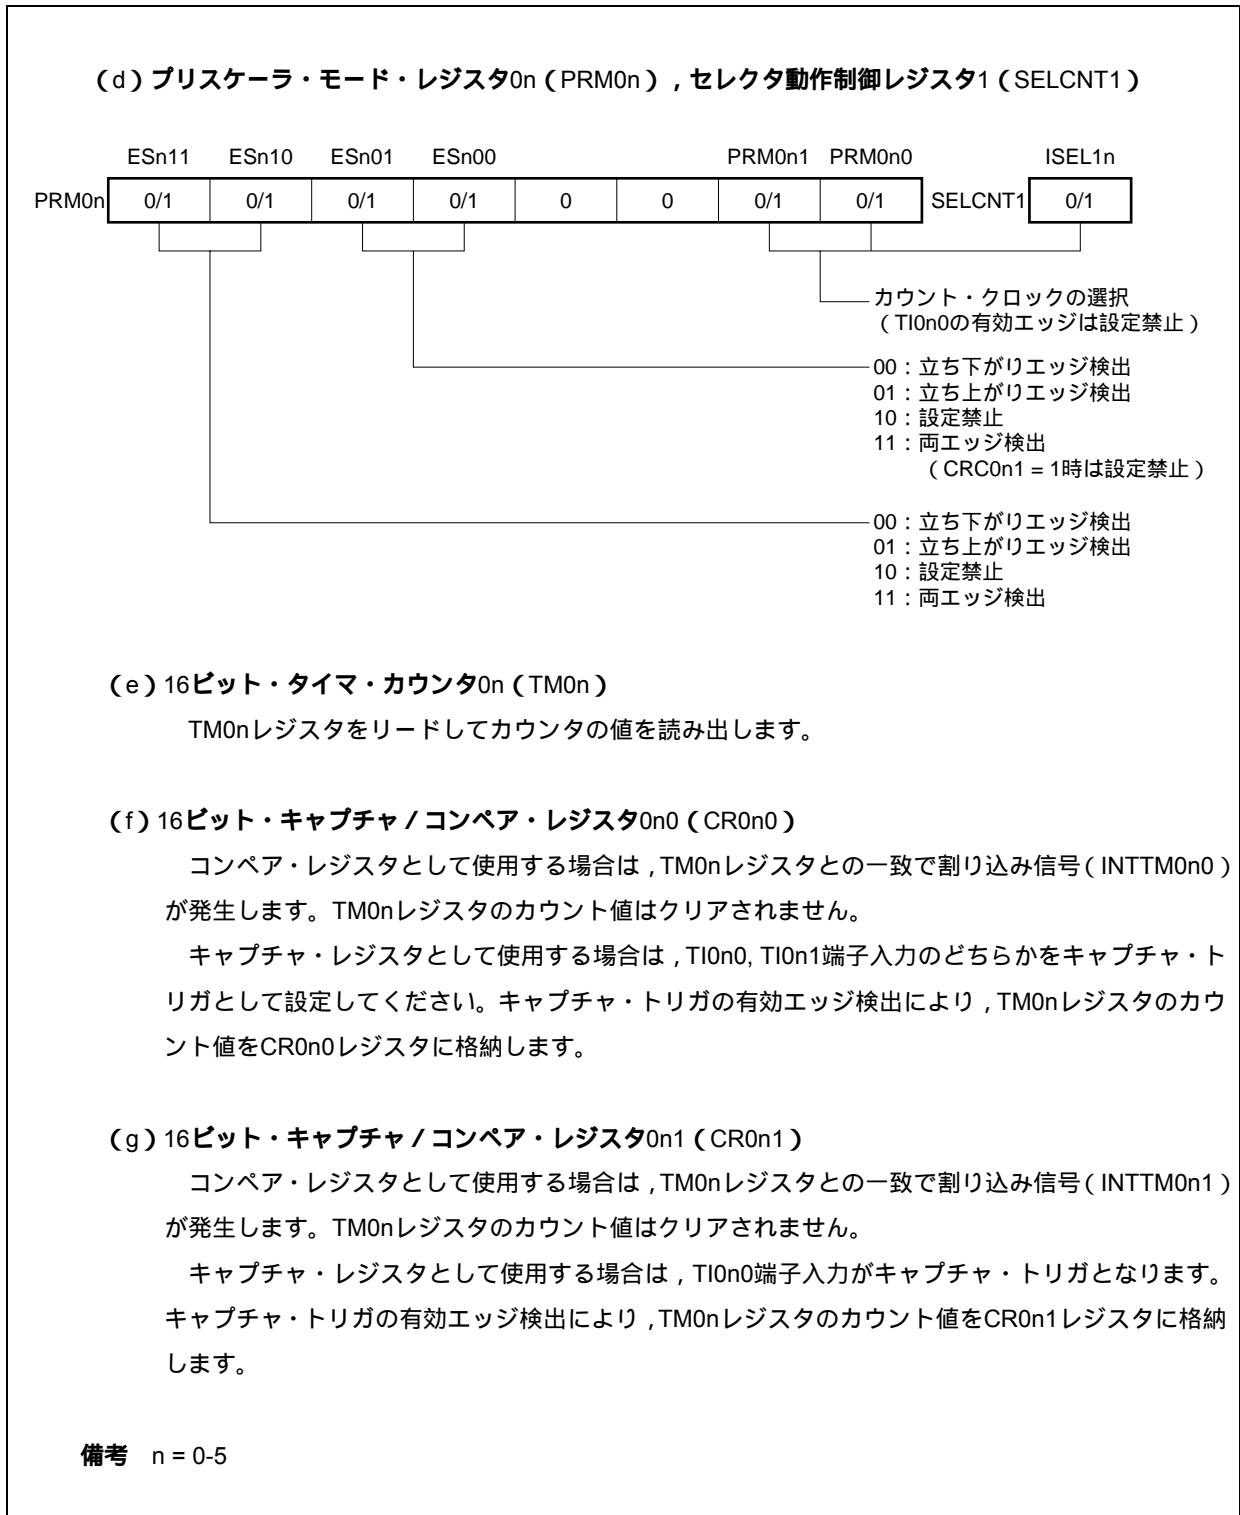 （d）プリスケーラ・モード・レジスタ0n（PRM0n），セレクタ動作制御レジスタ1（SELCNT1）
ESn11 ESn10 ESn01 ESn00 PRM0n1 PRM0n0 ISEL1n
PRM0n 0/1 0/1 0/1 0/1 0 0 0/1 0/1 SELCNT1 0/1
カウント・クロックの選択
（TI0n0の有効エッジは設定禁止）
00：立ち下がりエッジ検出
01：立ち上がりエッジ検出
10：設定禁止
11：両エッジ検出
（CRC0n1 = 1時は設定禁止）
00：立ち下がりエッジ検出
01：立ち上がりエッジ検出
10：設定禁止
11：両エッジ検出
（e）16ビット・タイマ・カウンタ0n（TM0n）
TM0nレジスタをリードしてカウンタの値を読み出します。
（f）16ビット・キャプチャ／コンペア・レジスタ0n0（CR0n0）
コンペア・レジスタとして使用する場合は，TM0nレジスタとの一致で割り込み信号（INTTM0n0）
が発生します。TM0nレジスタのカウント値はクリアされません。
キャプチャ・レジスタとして使用する場合は，TI0n0, TI0n1端子入力のどちらかをキャプチャ・ト
リガとして設定してください。キャプチャ・トリガの有効エッジ検出により，TM0nレジスタのカウ
ント値をCR0n0レジスタに格納します。
（g）16ビット・キャプチャ／コンペア・レジスタ0n1（CR0n1）
コンペア・レジスタとして使用する場合は，TM0nレジスタとの一致で割り込み信号（INTTM0n1）
が発生します。TM0nレジスタのカウント値はクリアされません。
キャプチャ・レジスタとして使用する場合は，TI0n0端子入力がキャプチャ・トリガとなります。
キャプチャ・トリガの有効エッジ検出により，TM0nレジスタのカウント値をCR0n1レジスタに格納
します。
備考 n = 0-5